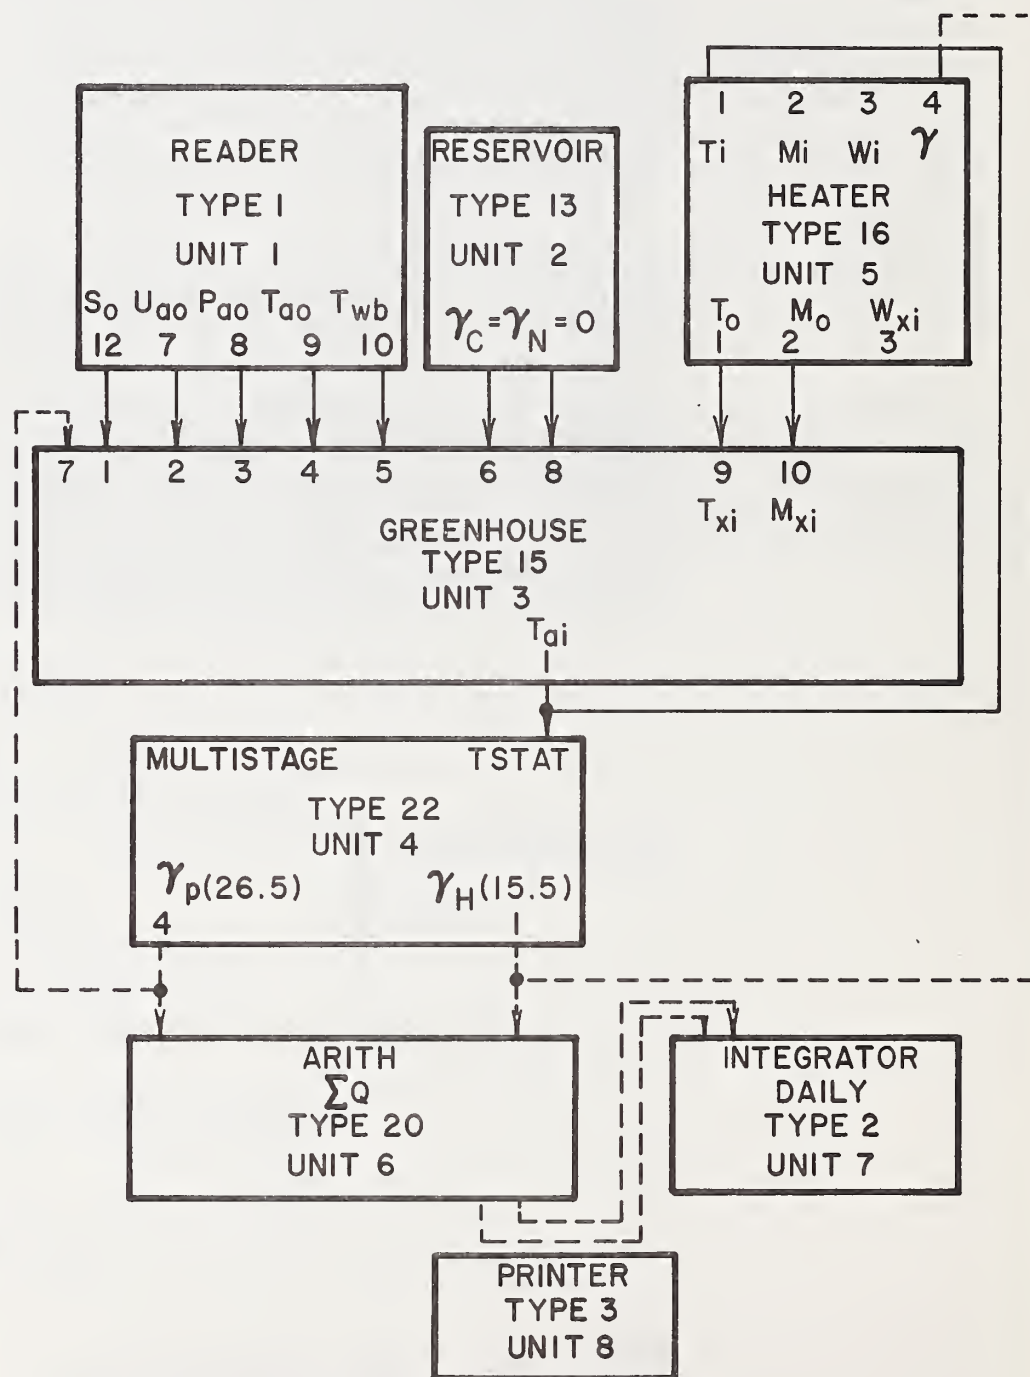 READER
TYPE 1
UNIT 1
So Uao Pao Tao Twb
12 7 8 9 10
RESERVOIR
TYPE 13
UNIT 2
γC = γN = 0
1 2 3 4
Ti Mi Wi γ
HEATER
TYPE 16
UNIT 5
To Mo Wxi
1 2 3
7 1 2 3 4 5 6 8 9 10
Txi Mxi
GREENHOUSE
TYPE 15
UNIT 3
Tai
MULTISTAGE TSTAT
TYPE 22
UNIT 4
γp(26.5) γH(15.5)
4 1
ARITH
ΣQ
TYPE 20
UNIT 6
INTEGRATOR
DAILY
TYPE 2
UNIT 7
PRINTER
TYPE 3
UNIT 8